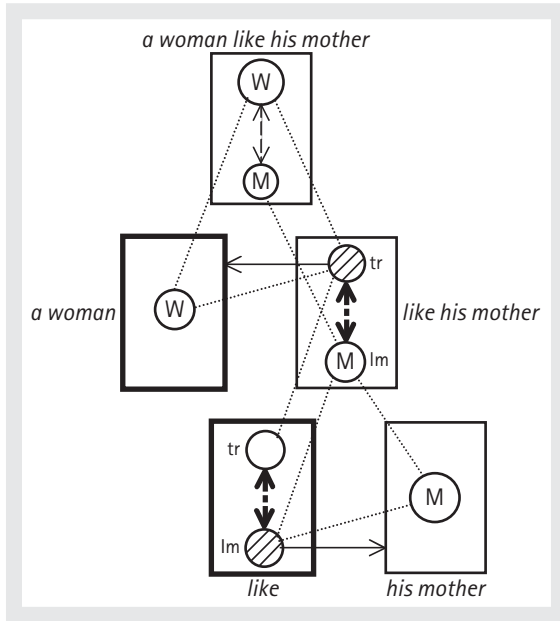 a woman like his mother
W
M
a woman
W
tr
M
lm
like his mother
tr
lm
M
like
his mother